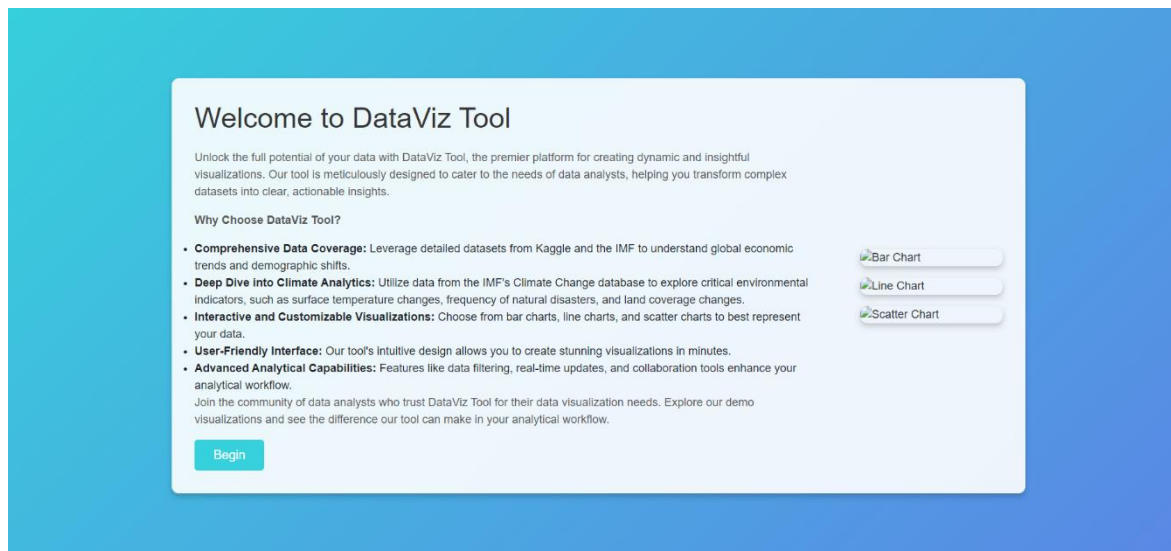 Welcome to DataViz Tool
Unlock the full potential of your data with DataViz Tool, the premier platform for creating dynamic and insightful
visualizations. Our tool is meticulously designed to cater to the needs of data analysts, helping you transform complex
datasets into clear, actionable insights.
Why Choose DataViz Tool?
• Comprehensive Data Coverage: Leverage detailed datasets from Kaggle and the IMF to understand global economic
trends and demographic shifts.
• Deep Dive into Climate Analytics: Utilize data from the IMF's Climate Change database to explore critical environmental
indicators, such as surface temperature changes, frequency of natural disasters, and land coverage changes.
• Interactive and Customizable Visualizations: Choose from bar charts, line charts, and scatter charts to best represent
your data.
• User-Friendly Interface: Our tool's intuitive design allows you to create stunning visualizations in minutes.
• Advanced Analytical Capabilities: Features like data filtering, real-time updates, and collaboration tools enhance your
analytical workflow.
Join the community of data analysts who trust DataViz Tool for their data visualization needs. Explore our demo
visualizations and see the difference our tool can make in your analytical workflow.
Begin
Bar Chart
Line Chart
Scatter Chart